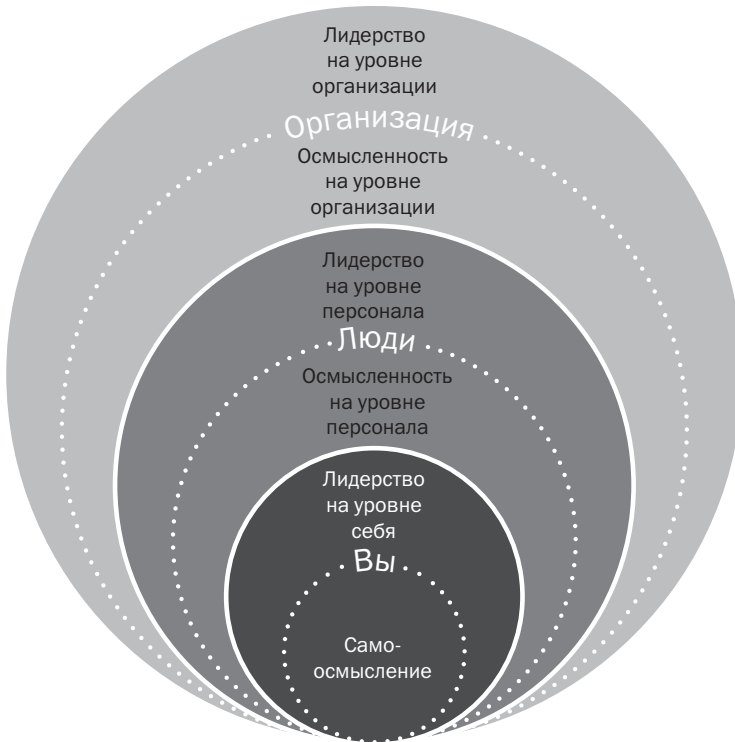 Лидерство
на уровне
организации
Организация
Осмысленность
на уровне
организации
Лидерство
на уровне
персонала
Люди
Осмысленность
на уровне
персонала
Лидерство
на уровне
себя
Вы
Само-
осмысление